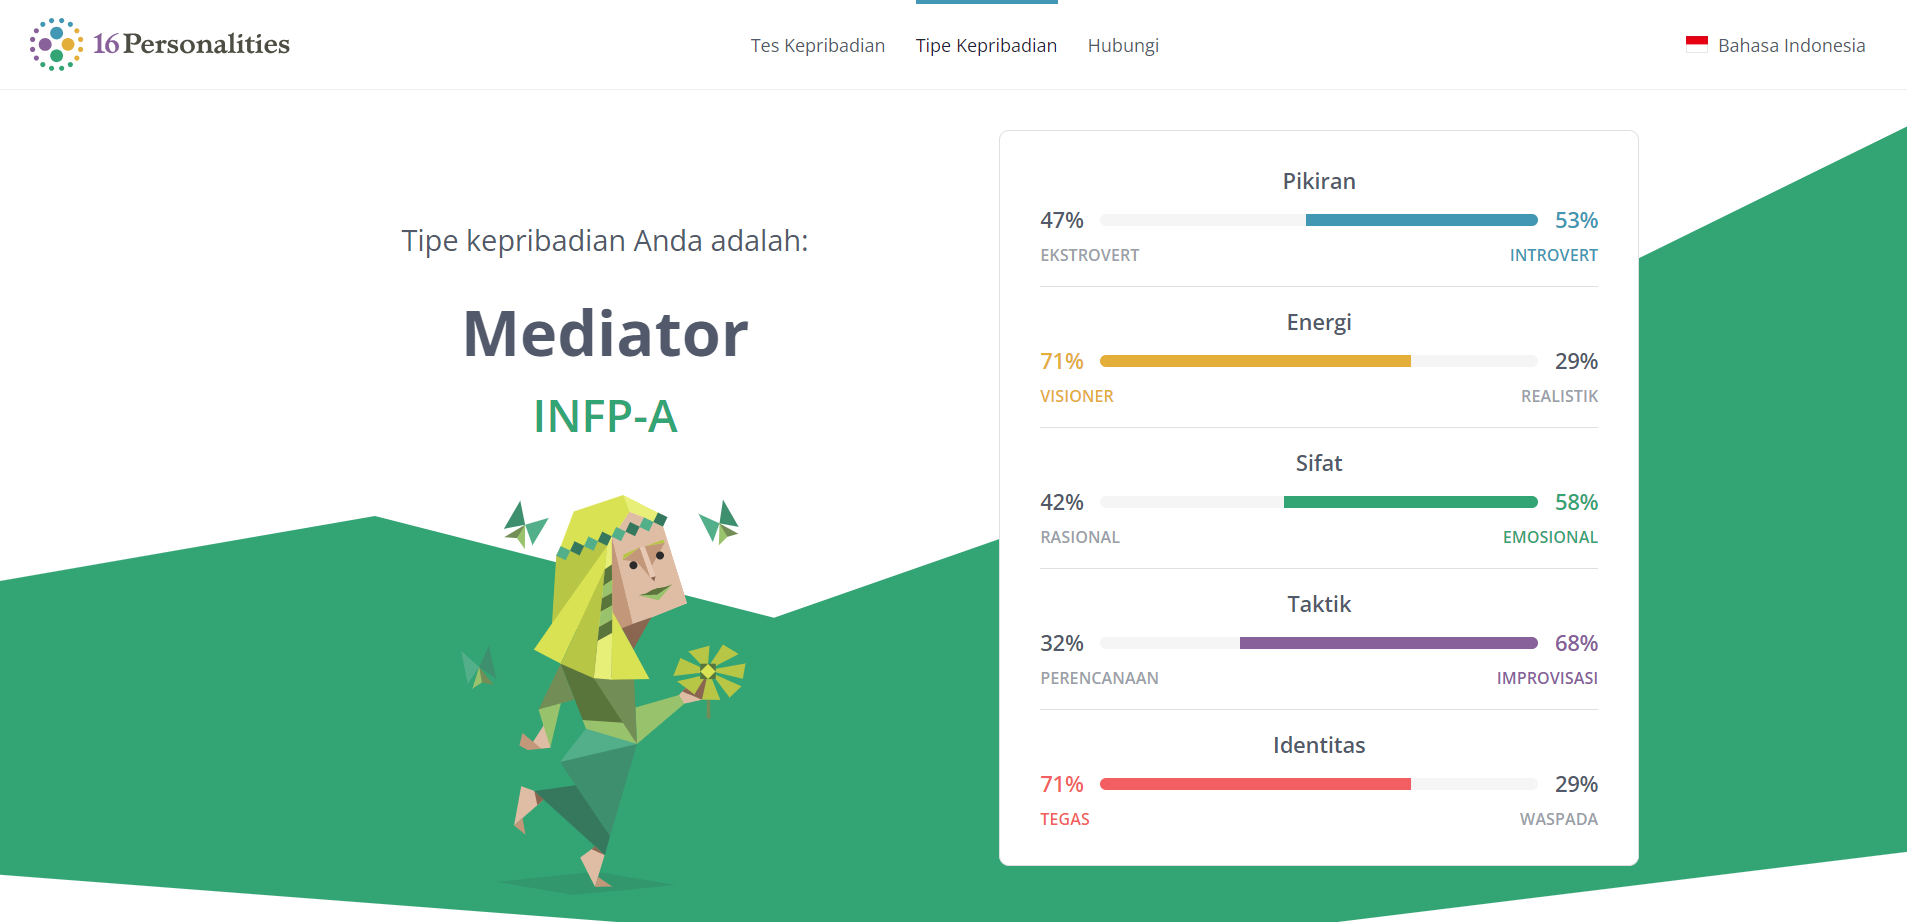 16Personalities
Tes Kepribadian
Tipe Kepribadian
Hubungi
Bahasa Indonesia
Tipe kepribadian Anda adalah:
Mediator
INFP-A
Pikiran
47% 53%
EKSTROVERT INTROVERT
Energi
71% 29%
VISIONER REALISTIK
Sifat
42% 58%
RASIONAL EMOSIONAL
Taktik
32% 68%
PERENCANAAN IMPROVISASI
Identitas
71% 29%
TEGAS WASPADA